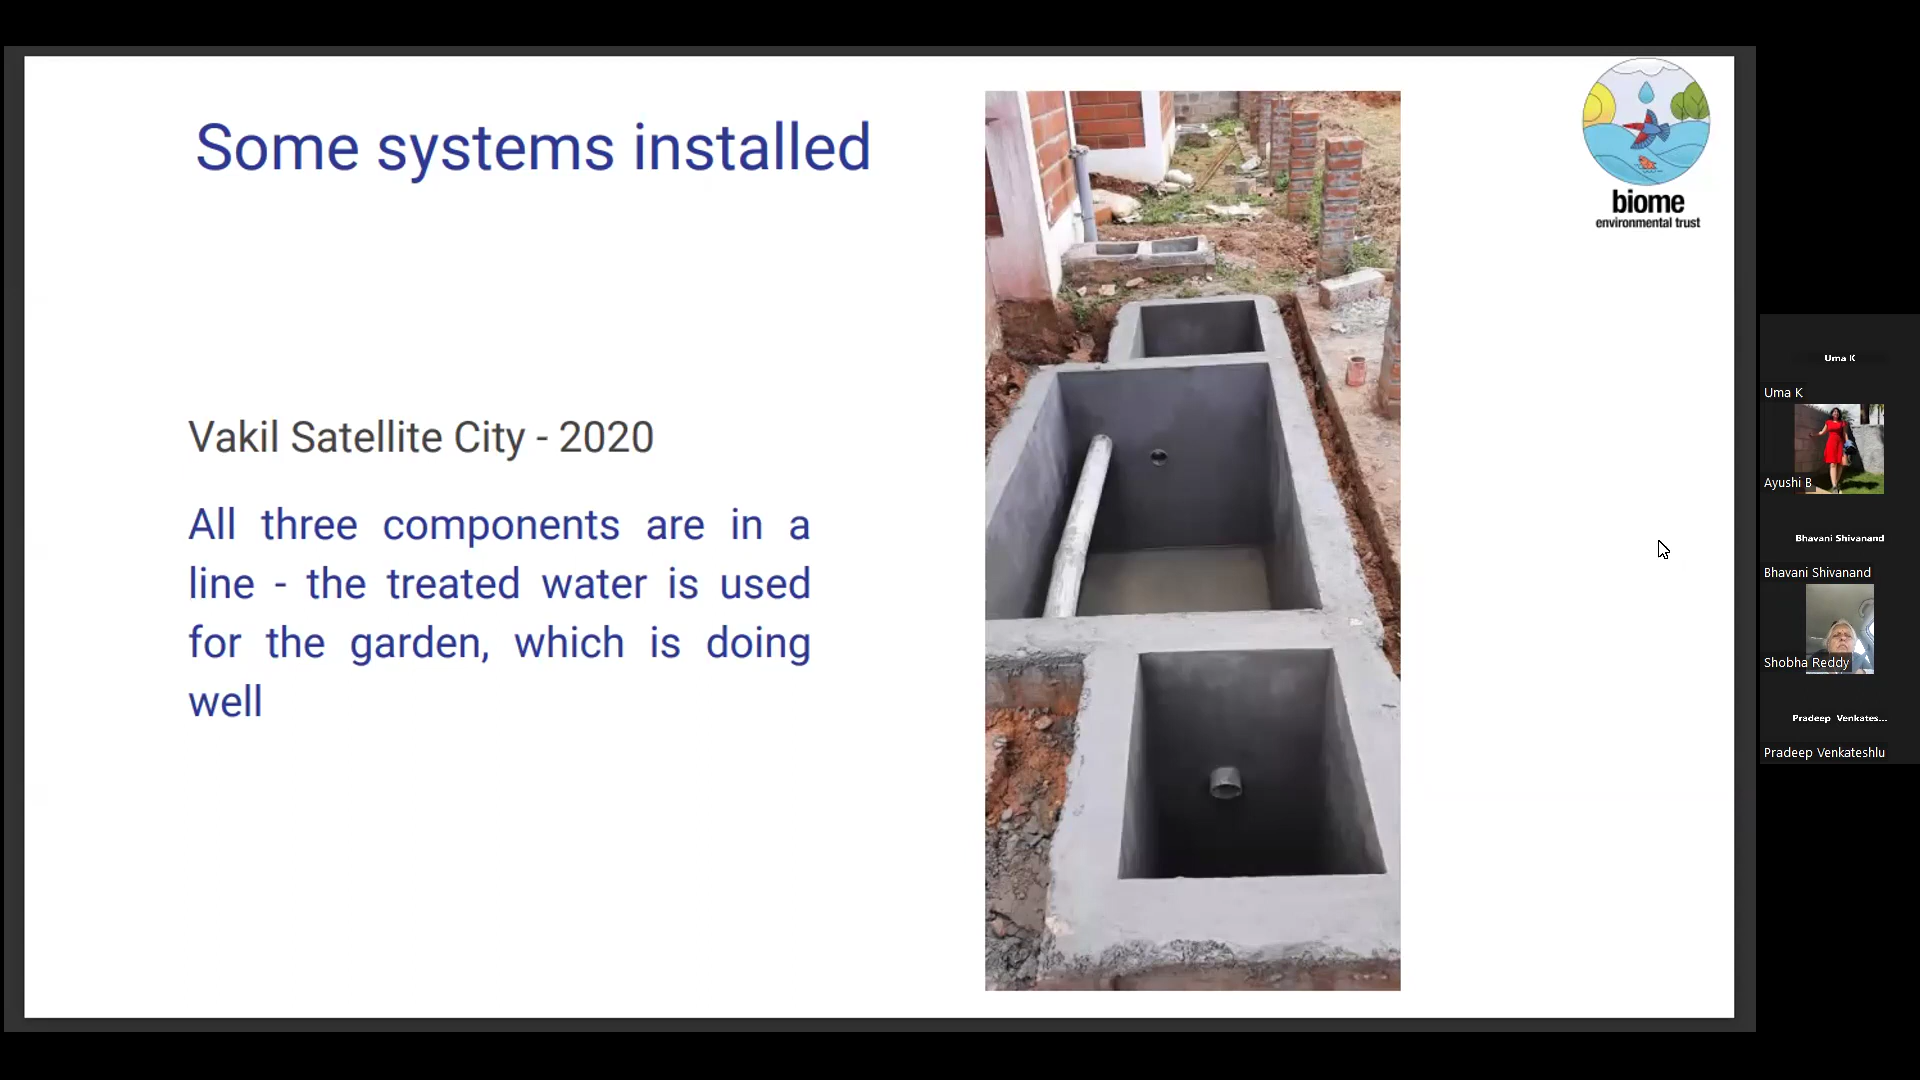 Some systems installed
biome
environmental trust
Vakil Satellite City - 2020
All three components are in a
line - the treated water is used
for the garden, which is doing
well
Uma K
Uma K
Ayushi B
Bhavani Shivanand
Bhavani Shivanand
Shobha Reddy
Pradeep Venkates...
Pradeep Venkateshlu